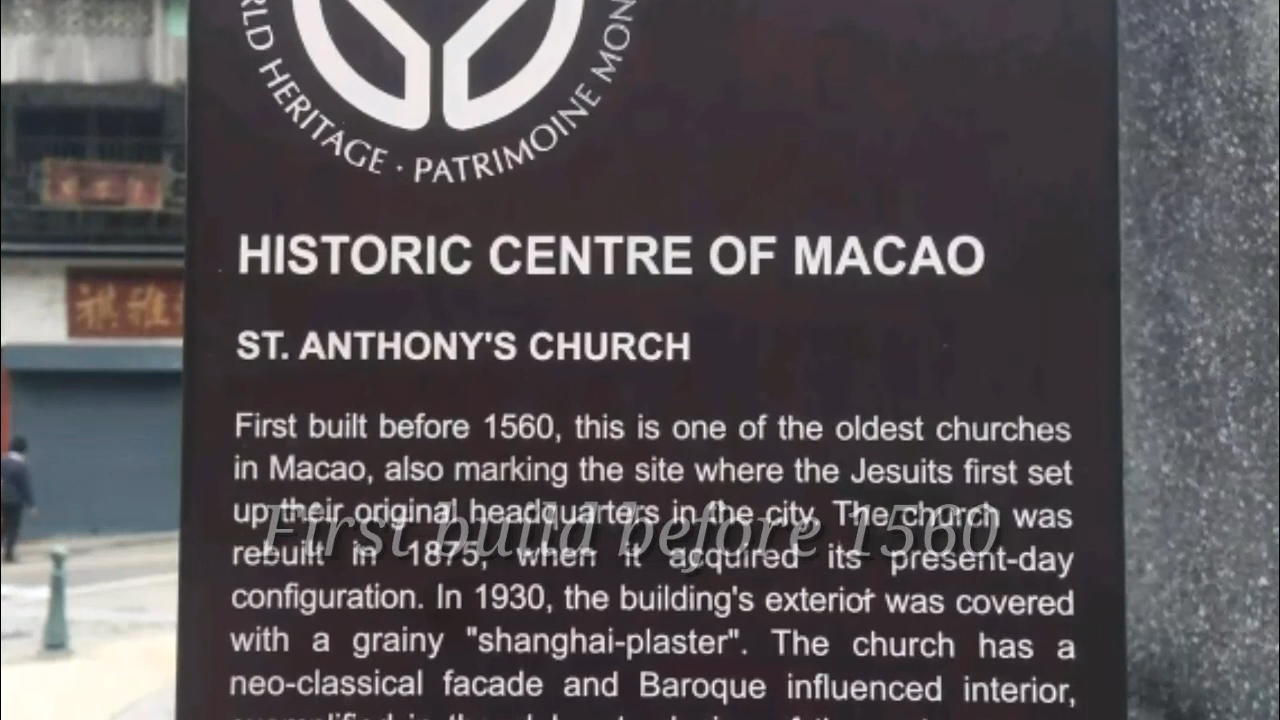 RLD HERITAGE · PATRIMOINE MON
HISTORIC CENTRE OF MACAO
ST. ANTHONY'S CHURCH
First built before 1560, this is one of the oldest churches
in Macao, also marking the site where the Jesuits first set
up their original headquarters in the city. The church was
First build before 1560
rebuilt in 1875, when it acquired its present-day
configuration. In 1930, the building's exterior was covered
with a grainy "shanghai-plaster". The church has a
neo-classical facade and Baroque influenced interior,